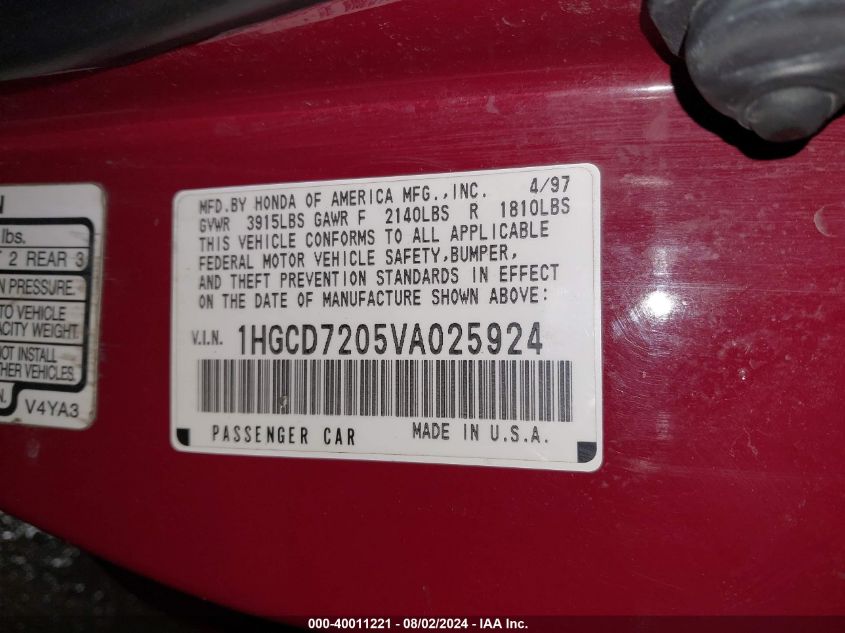 MFD.BY HONDA OF AMERICA MFG.,INC. 4/97
GVWR 3915LBS GAWR F 2140LBS R 1810LBS
THIS VEHICLE CONFORMS TO ALL APPLICABLE
FEDERAL MOTOR VEHICLE SAFETY,BUMPER,
AND THEFT PREVENTION STANDARDS IN EFFECT
ON THE DATE OF MANUFACTURE SHOWN ABOVE:
V.I.N. 1HGCD7205VA025924
PASSENGER CAR MADE IN U.S.A.
N
lbs.
2 REAR 3
PRESSURE.
TO VEHICLE
WEIGHT.
INSTALL
VEHICLES.
N.
V4YA3
000-40011221 - 08/02/2024 - IAA Inc.